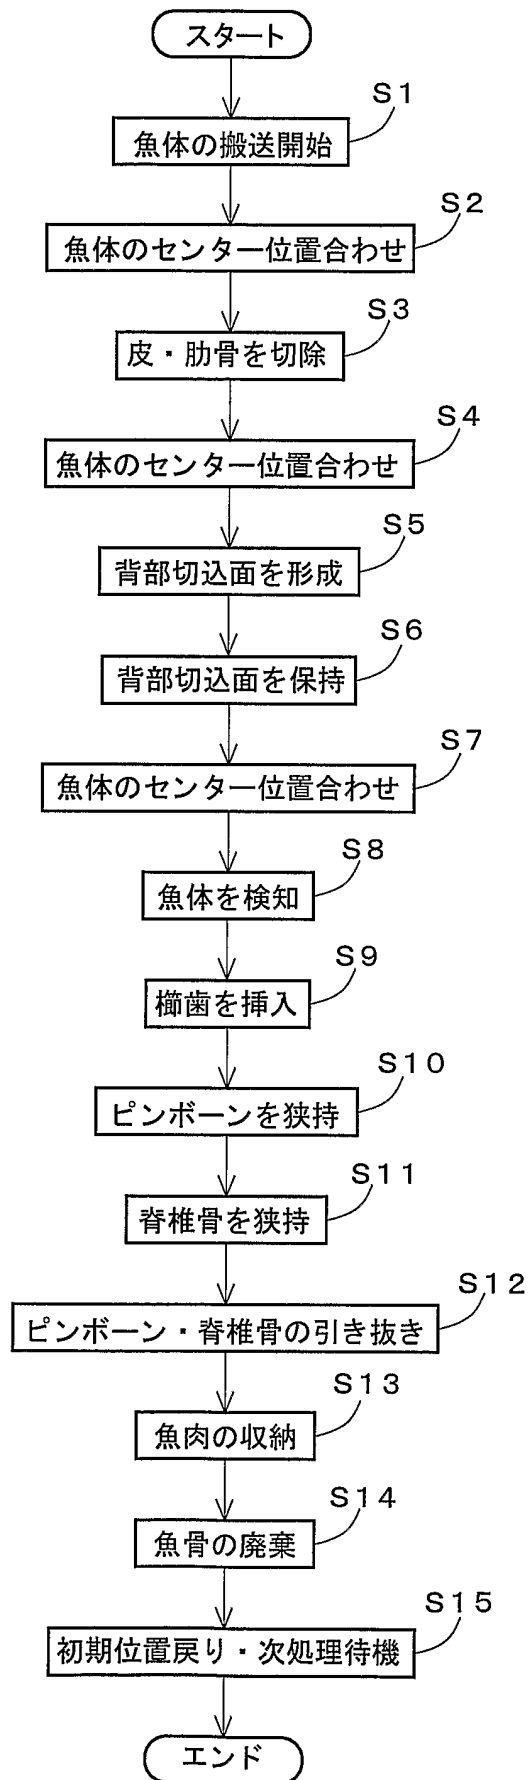 スタート
S1
魚体の搬送開始
S2
魚体のセンター位置合わせ
S3
皮・肋骨を切除
S4
魚体のセンター位置合わせ
S5
背部切込面を形成
S6
背部切込面を保持
S7
魚体のセンター位置合わせ
S8
魚体を検知
S9
櫛歯を挿入
S10
ピンボーンを狭持
S11
脊椎骨を狭持
S12
ピンボーン・脊椎骨の引き抜き
S13
魚肉の収納
S14
魚骨の廃棄
S15
初期位置戻り・次処理待機
エンド